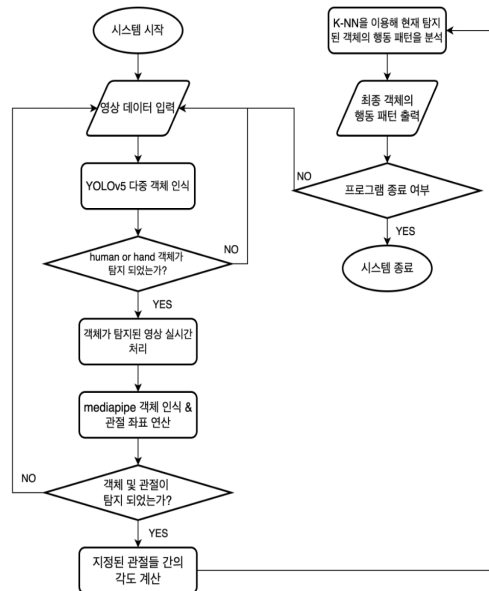 시스템 시작
영상 데이터 입력
YOLOv5 다중 객체 인식
human or hand 객체가
탐지 되었는가?
NO
YES
객체가 탐지된 영상 실시간
처리
mediapipe 객체 인식 &
관절 좌표 연산
객체 및 관절이
탐지 되었는가?
NO
YES
지정된 관절들 간의
각도 계산
K-NN을 이용해 현재 탐지
된 객체의 행동 패턴을 분석
최종 객체의
행동 패턴 출력
프로그램 종료 여부
NO
YES
시스템 종료